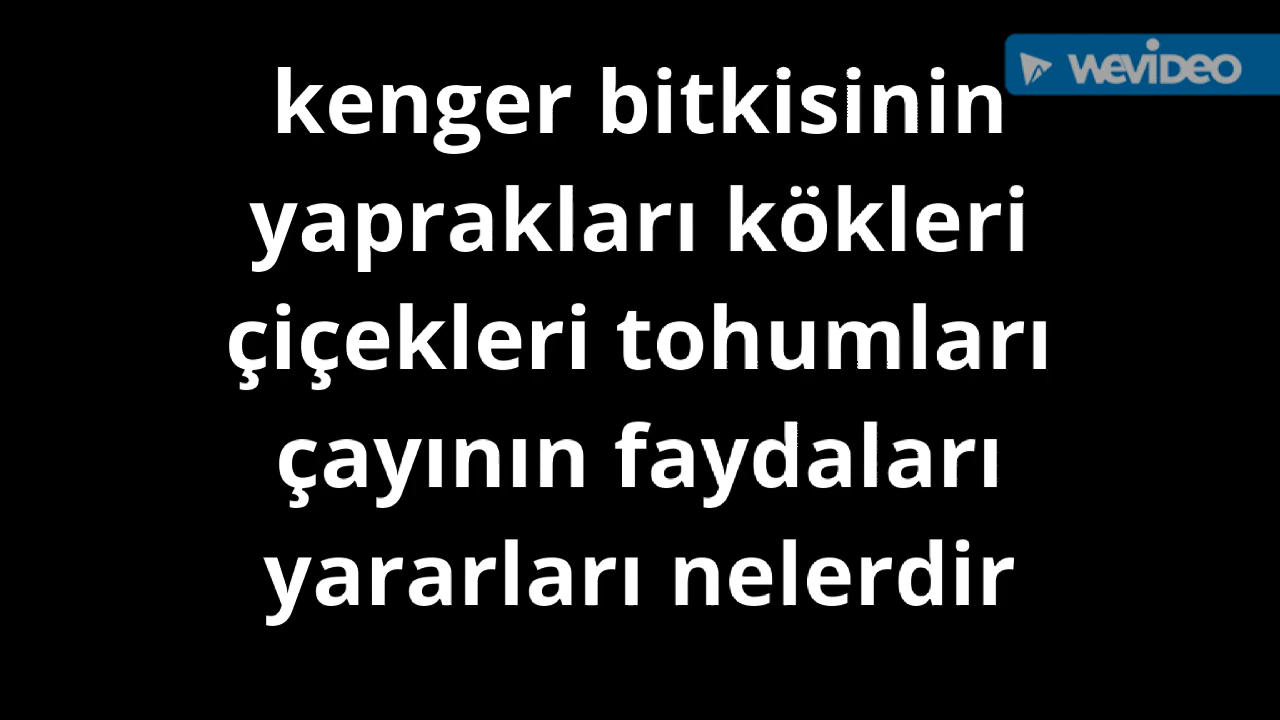 WEVIDEO
kenger bitkisinin
yaprakları kökleri
çiçekleri tohumları
çayının faydaları
yararları nelerdir